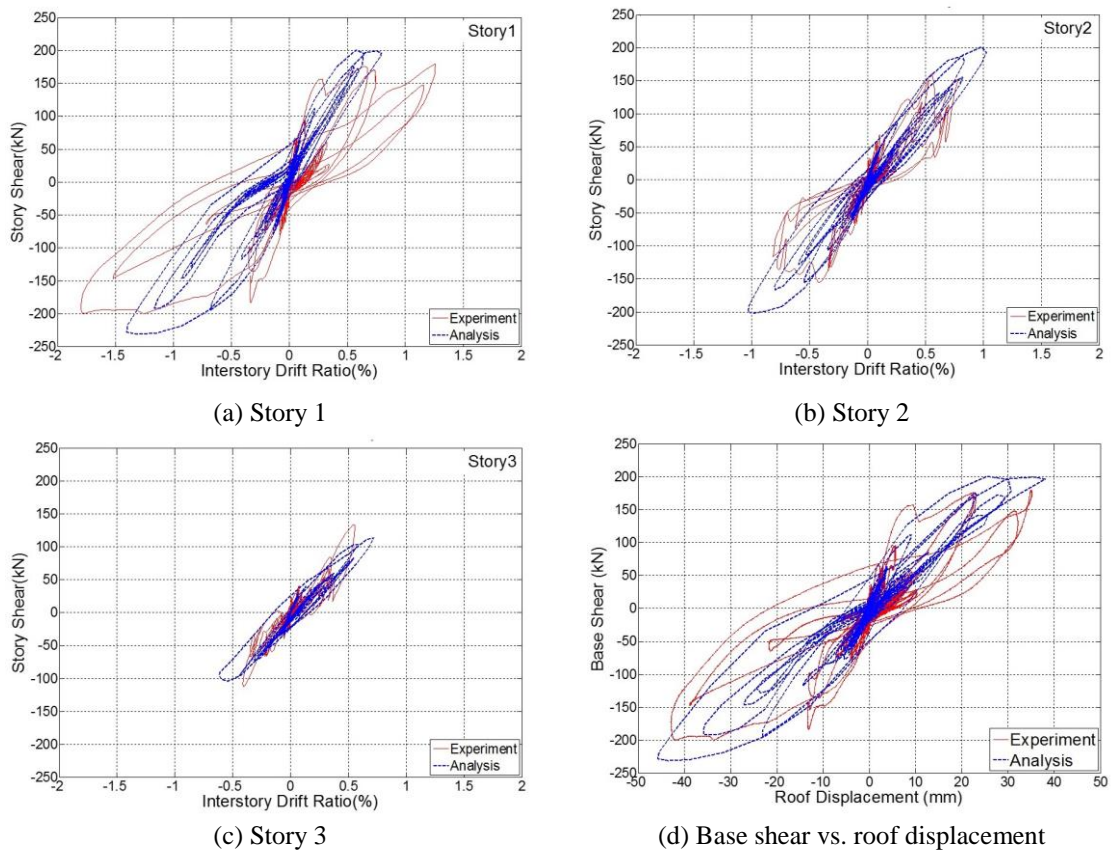 250
200
150
100
50
0
-50
-100
-150
-200
-250
Story Shear(kN)
Story1
Experiment
Analysis
-2 -1.5 -1 -0.5 0 0.5 1 1.5 2
Interstory Drift Ratio(%)
(a) Story 1
250
200
150
100
50
0
-50
-100
-150
-200
-250
Story Shear(kN)
Story2
Experiment
Analysis
-2 -1.5 -1 -0.5 0 0.5 1 1.5 2
Interstory Drift Ratio(%)
(b) Story 2
250
200
150
100
50
0
-50
-100
-150
-200
-250
Story Shear(kN)
Story3
Experiment
Analysis
-2 -1.5 -1 -0.5 0 0.5 1 1.5 2
Interstory Drift Ratio(%)
(c) Story 3
250
200
150
100
50
0
-50
-100
-150
-200
-250
Base Shear (kN)
Experiment
Analysis
-50 -40 -30 -20 -10 0 10 20 30 40 50
Roof Displacement (mm)
(d) Base shear vs. roof displacement